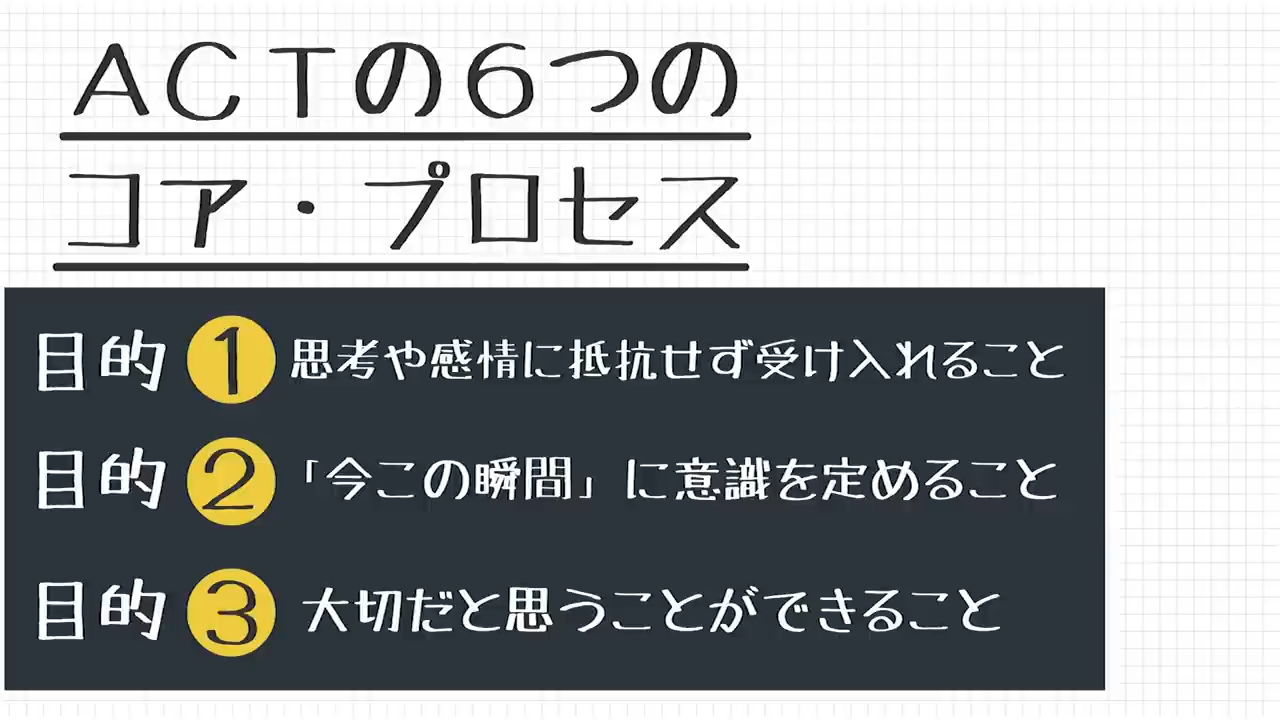 ACTの6つの
コア・プロセス
目的 1 思考や感情に抵抗せず受け入れること
目的 2 「今この瞬間」に意識を定めること
目的 3 大切だと思うことができること